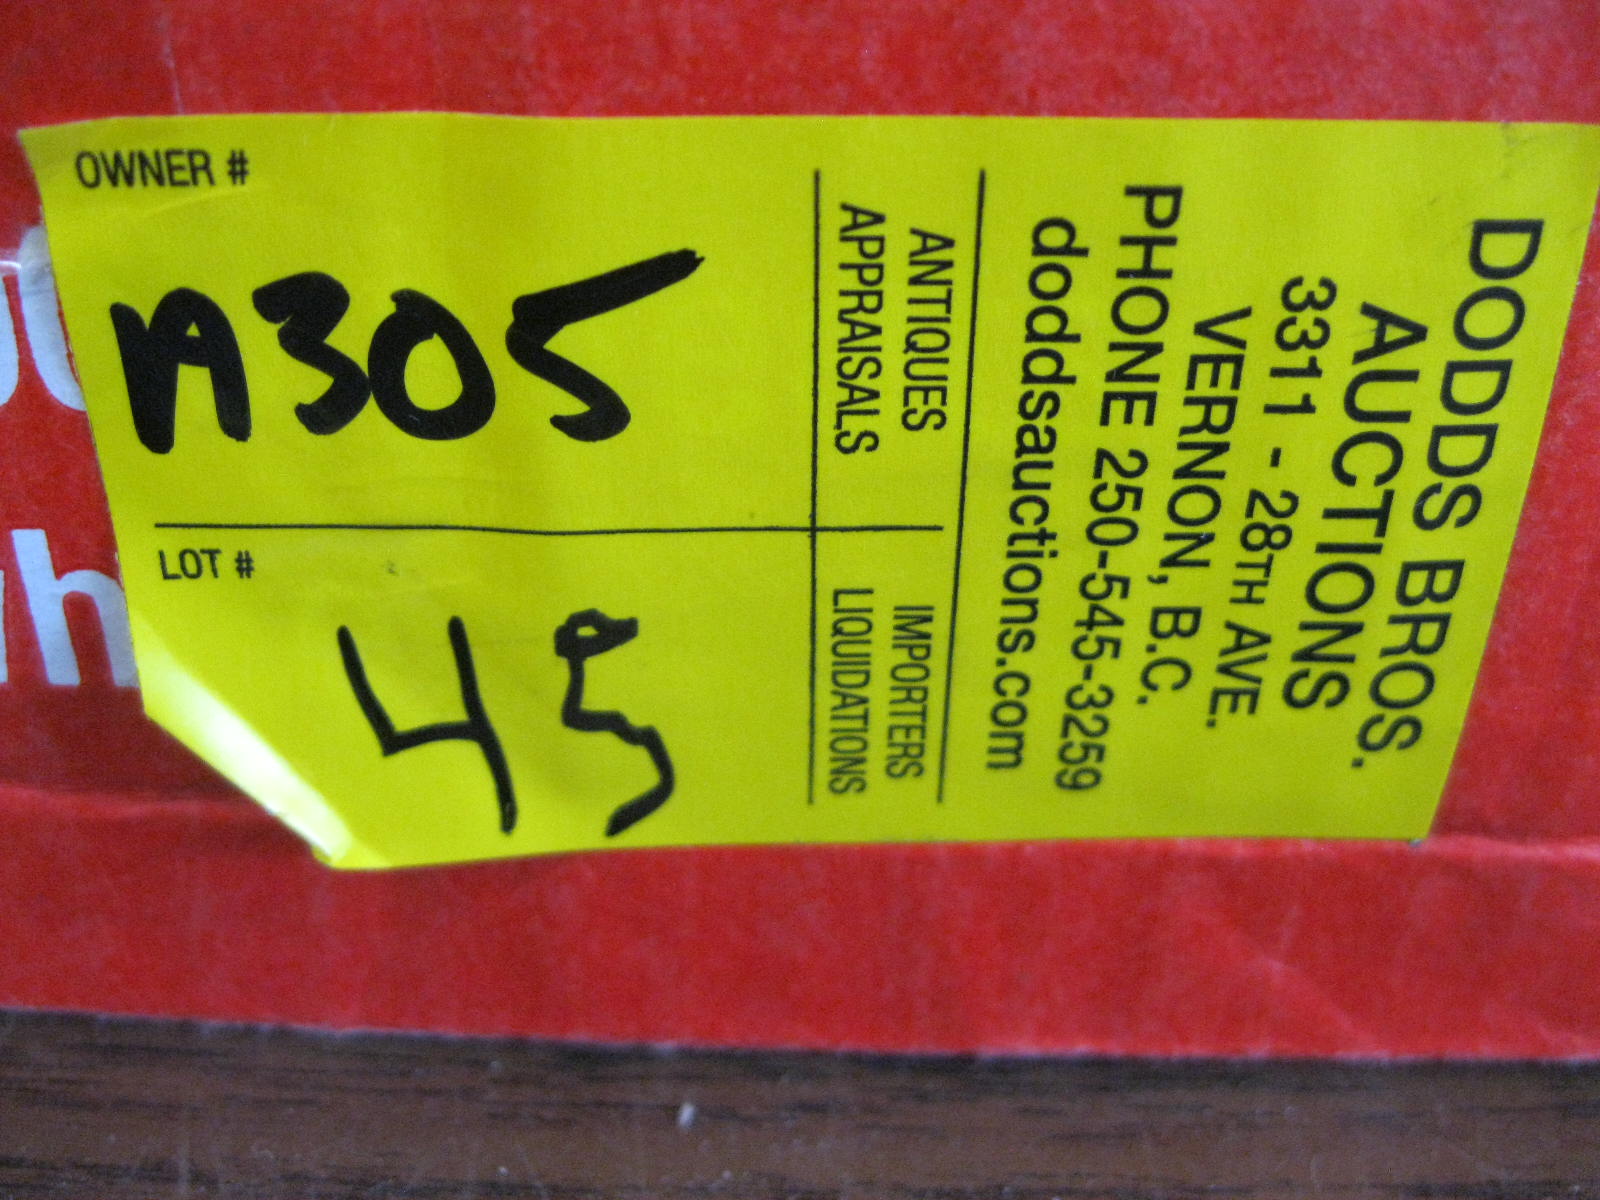 DODDS BROS.
AUCTIONS
3311 - 28TH AVE.
VERNON, B.C.
PHONE 250-545-3259
doddsauctions.com
ANTIQUES
APPRAISALS
IMPORTERS
LIQUIDATIONS
OWNER #
A305
LOT #
45